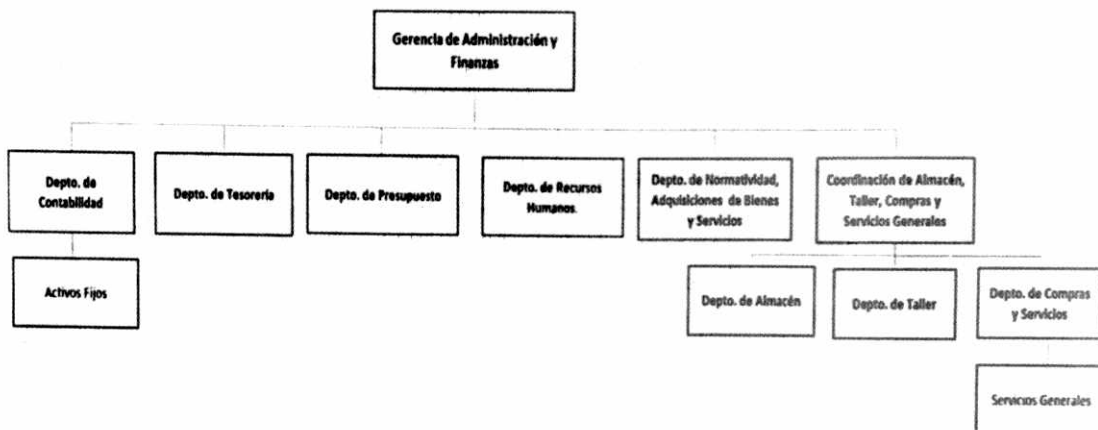 Gerencia de Administración y
Finanzas
Depto. de
Contabilidad
Depto. de Tesorería
Depto. de Presupuesto
Depto. de Recursos
Humanos.
Depto. de Normatividad,
Adquisiciones de Bienes
y Servicios
Coordinación de Almacén,
Taller, Compras y
Servicios Generales
Activos Fijos
Depto. de Almacén
Depto. de Taller
Depto. de Compras
y Servicios
Servicios Generales